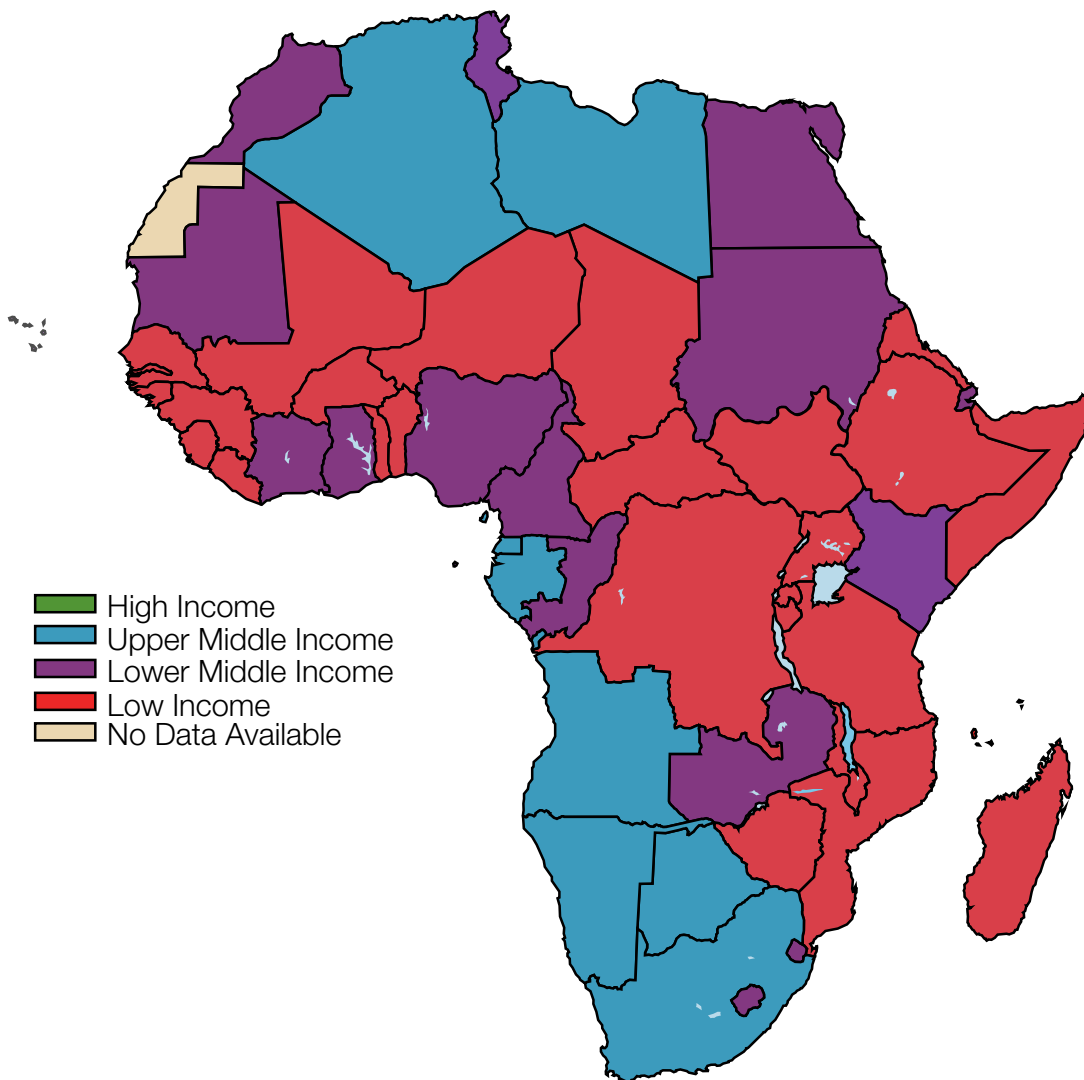 High Income
Upper Middle Income
Lower Middle Income
Low Income
No Data Available